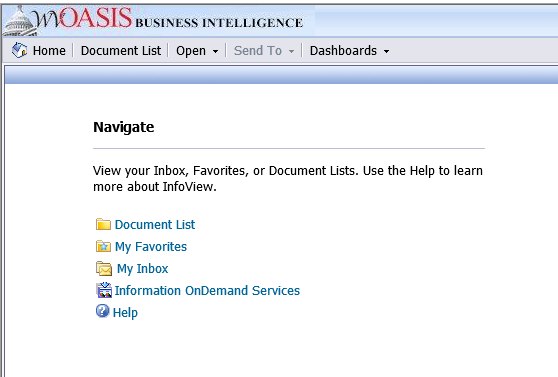 wvOASIS BUSINESS INTELLIGENCE
Home Document List Open Send To Dashboards
Navigate
View your Inbox, Favorites, or Document Lists. Use the Help to learn
more about InfoView.
Document List
My Favorites
My Inbox
Information OnDemand Services
Help